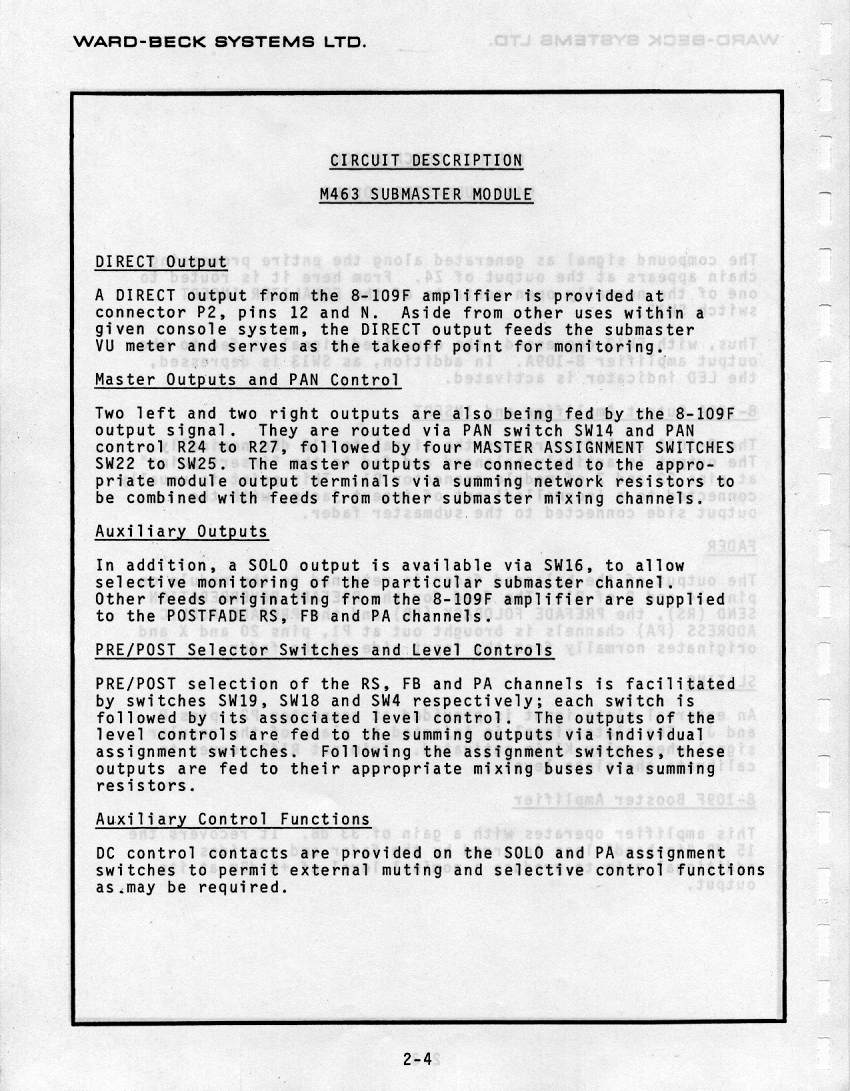 WARD-BECK SYSTEMS LTD.
CIRCUIT DESCRIPTION
M463 SUBMASTER MODULE
DIRECT Output
A DIRECT output from the 8-109F amplifier is provided at
connector P2, pins 12 and N. Aside from other uses within a
given console system, the DIRECT output feeds the submaster
VU meter and serves as the takeoff point for monitoring.
Master Outputs and PAN Control
Two left and two right outputs are also being fed by the 8-109F
output signal. They are routed via PAN switch SW14 and PAN
control R24 to R27, followed by four MASTER ASSIGNMENT SWITCHES
SW22 to SW25. The master outputs are connected to the appro-
priate module output terminals via summing network resistors to
be combined with feeds from other submaster mixing channels.
Auxiliary Outputs
In addition, a SOLO output is available via SW16, to allow
selective monitoring of the particular submaster channel.
Other feeds originating from the 8-109F amplifier are supplied
to the POSTFADE RS, FB and PA channels.
PRE/POST Selector Switches and Level Controls
PRE/POST selection of the RS, FB and PA channels is facilitated
by switches SW19, SW18 and SW4 respectively; each switch is
followed by its associated level control. The outputs of the
level controls are fed to the summing outputs via individual
assignment switches. Following the assignment switches, these
outputs are fed to their appropriate mixing buses via summing
resistors.
Auxiliary Control Functions
DC control contacts are provided on the SOLO and PA assignment
switches to permit external muting and selective control functions
as may be required.
2-4